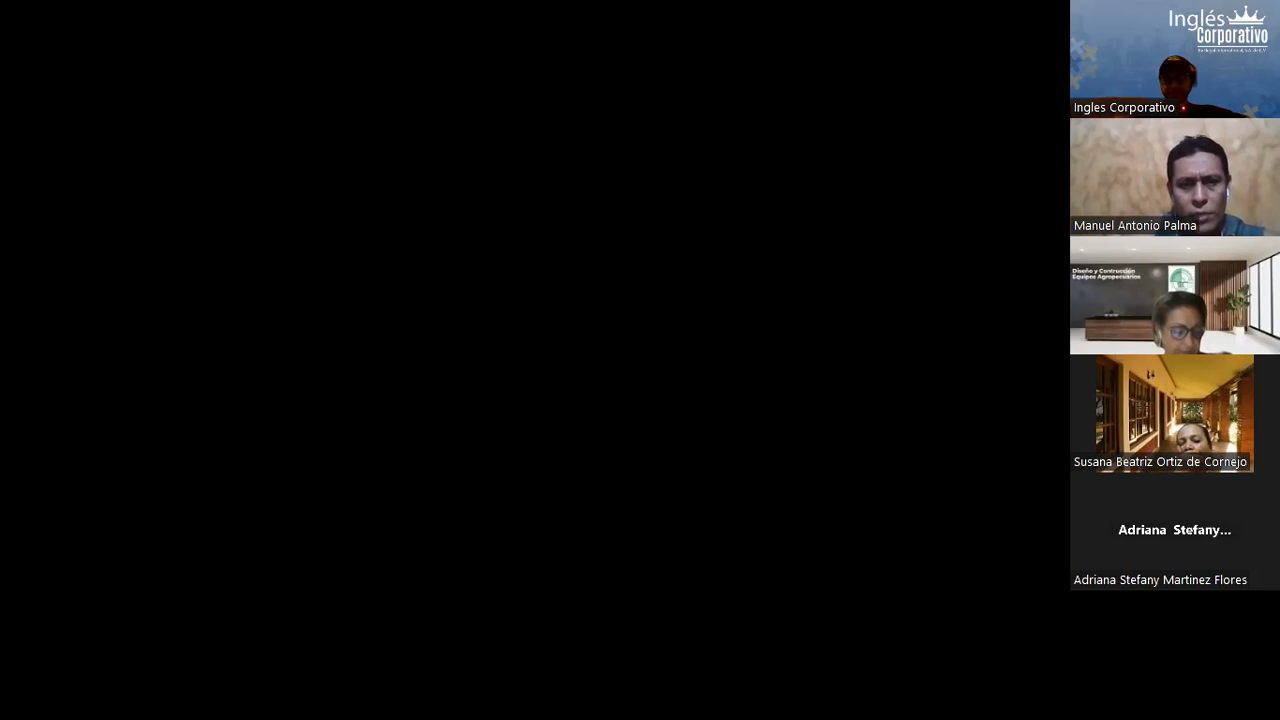 Inglés
Corporativo
Ingles Corporativo
Manuel Antonio Palma
Diseño y Contrucción
Equipos Agropecuarios
Susana Beatriz Ortiz de Cornejo
Adriana Stefany...
Adriana Stefany Martinez Flores